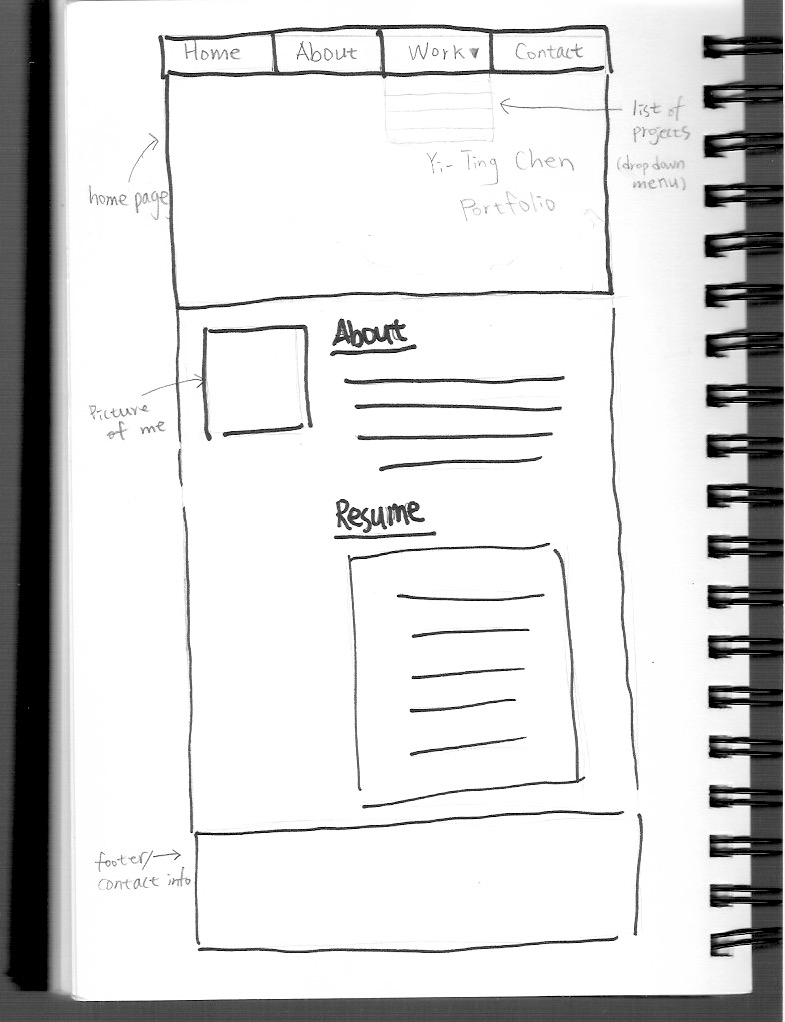 Home About Work▾ Contact
list of
projects
(drop down
menu)
Yi-Ting Chen
Portfolio
home page
About
Picture
of me
Resume
footer/
contact info